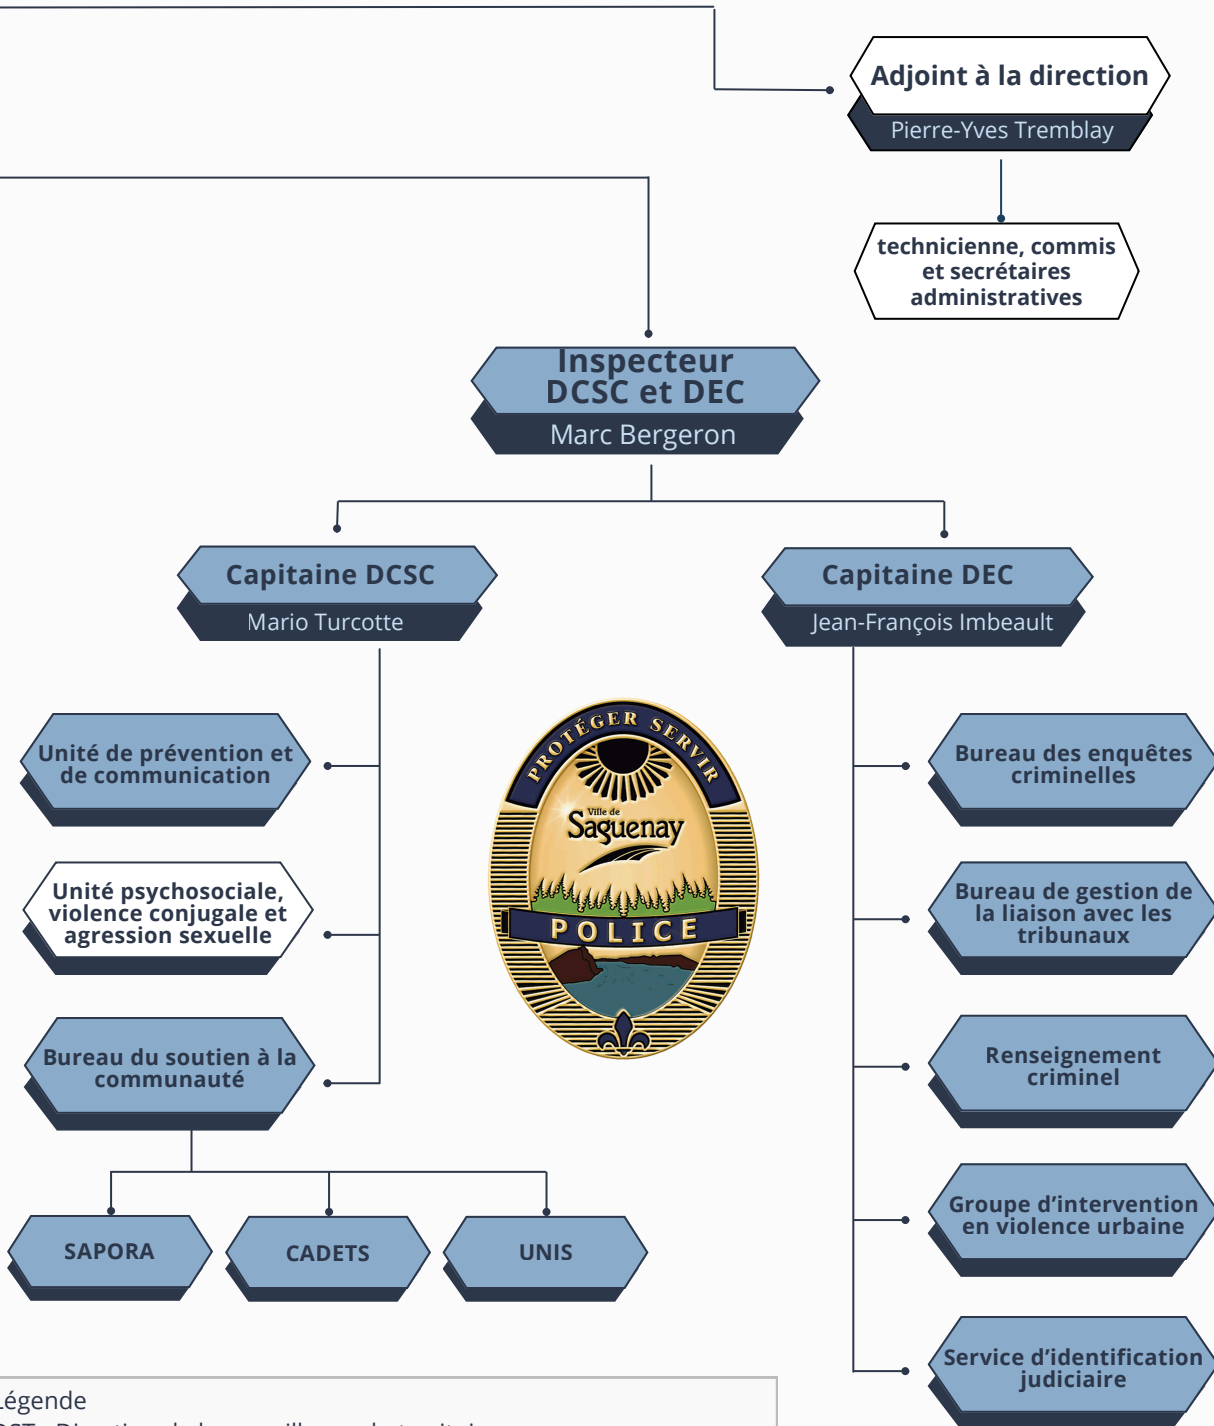 Adjoint à la direction
Pierre-Yves Tremblay
technicienne, commis
et secrétaires
administratives
Inspecteur
DCSC et DEC
Marc Bergeron
Capitaine DCSC
Mario Turcotte
Capitaine DEC
Jean-François Imbeault
Unité de prévention et
de communication
Unité psychosociale,
violence conjugale et
agression sexuelle
Bureau du soutien à la
communauté
SAPORA
CADETS
UNIS
PROTÉGER SERVIR
Ville de
Saguenay
POLICE
Bureau des enquêtes
criminelles
Bureau de gestion de
la liaison avec les
tribunaux
Renseignement
criminel
Groupe d’intervention
en violence urbaine
Service d’identification
judiciaire
Légende